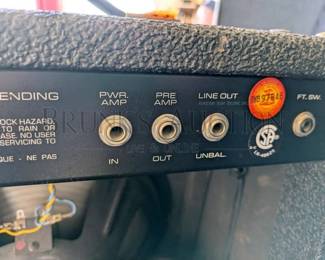 ENDING
PWR. AMP
PRE AMP
LINE OUT
FT. SW.
OCK HAZARD.
TO RAIN OR
ASE. NO USER
SERVICING TO
QUE - NE PAS
IN
OUT
UNBAL.